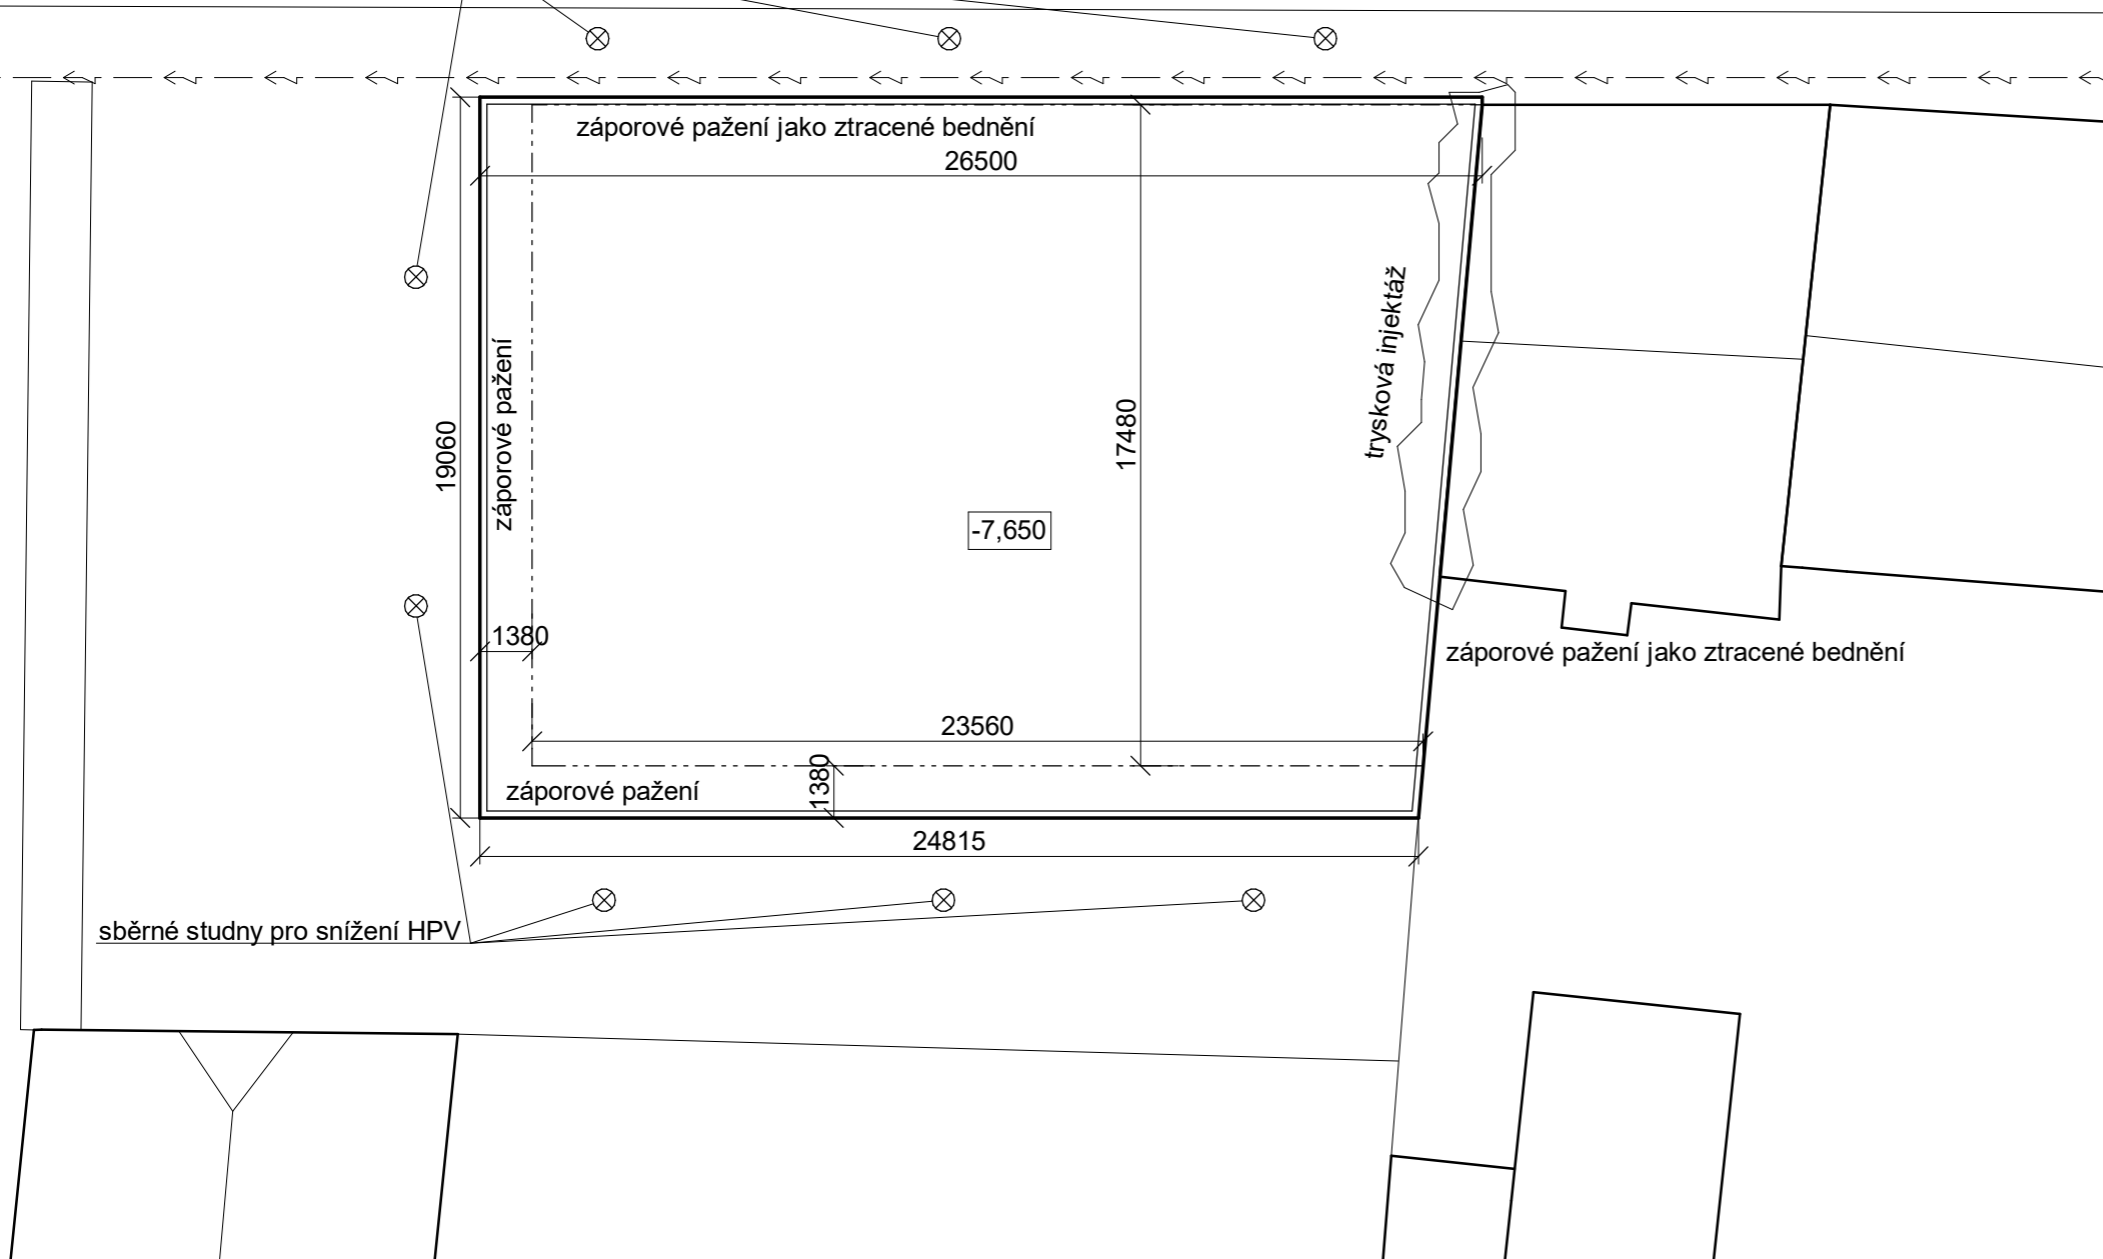 záporové pažení jako ztracené bednění
26500
trysková injektáž
záporové pažení
17480
19060
-7,650
1380
záporové pažení jako ztracené bednění
23560
1380
záporové pažení
24815
sběrné studny pro snížení HPV